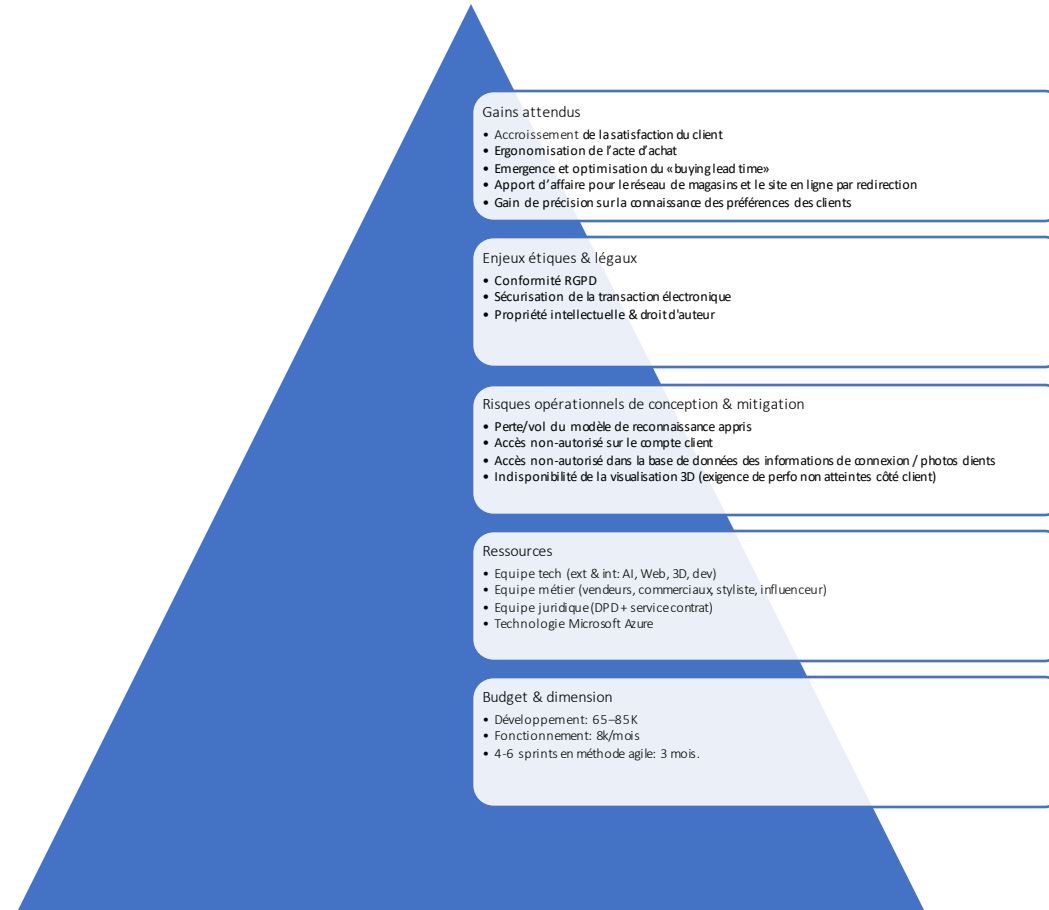 Gains attendus
• Accroissement de la satisfaction du client
• Ergonomisation de l’acte d’achat
• Emergence et optimisation du «buying lead time»
• Apport d’affaire pour le réseau de magasins et le site en ligne par redirection
• Gain de précision sur la connaissance des préférences des clients
Enjeux étiques & légaux
• Conformité RGPD
• Sécurisation de la transaction électronique
• Propriété intellectuelle & droit d'auteur
Risques opérationnels de conception & mitigation
• Perte/vol du modèle de reconnaissance appris
• Accès non-autorisé sur le compte client
• Accès non-autorisé dans la base de données des informations de connexion / photos clients
• Indisponibilité de la visualisation 3D (exigence de perfo non atteintes côté client)
Ressources
• Equipe tech (ext & int: AI, Web, 3D, dev)
• Equipe métier (vendeurs, commerciaux, styliste, influenceur)
• Equipe juridique (DPD + service contrat)
• Technologie Microsoft Azure
Budget & dimension
• Développement: 65–85K
• Fonctionnement: 8k/mois
• 4-6 sprints en méthode agile: 3 mois.